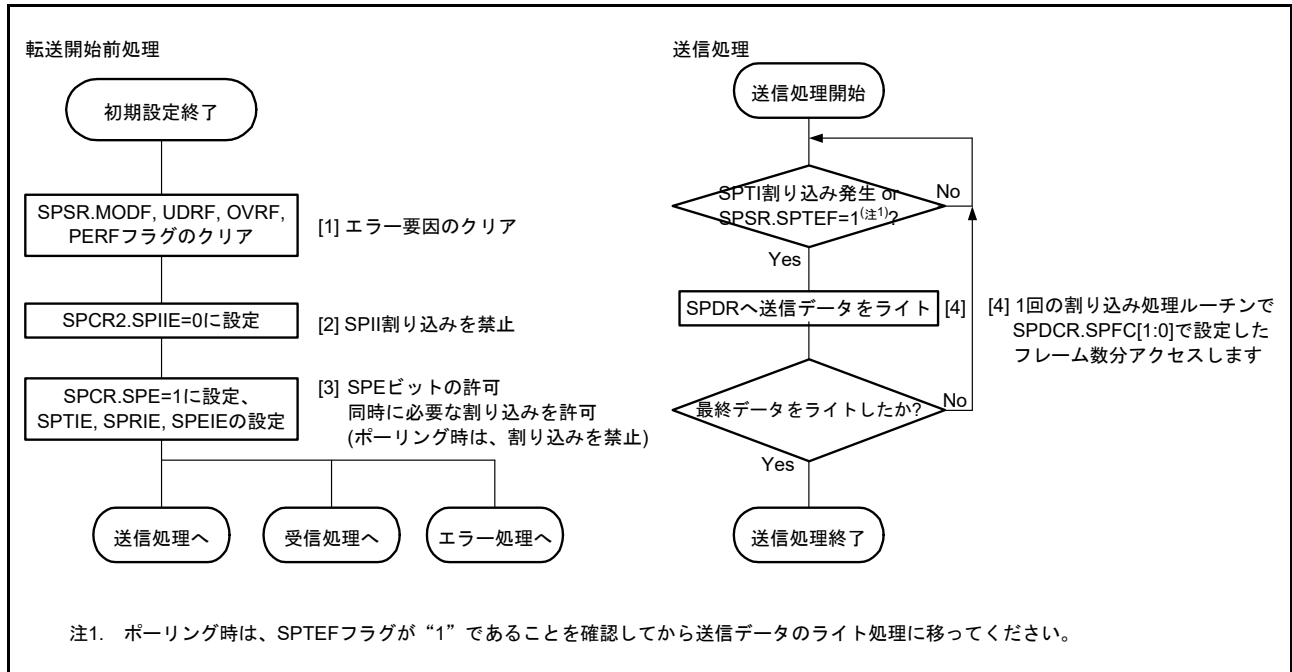 転送開始前処理
初期設定終了
SPSR.MODF, UDRF, OVRF,
PERFフラグのクリア
[1] エラー要因のクリア
SPCR2.SPIIE=0に設定
[2] SPII割り込みを禁止
SPCR.SPE=1に設定、
SPTIE, SPRIE, SPEIEの設定
[3] SPEビットの許可
同時に必要な割り込みを許可
(ポーリング時は、割り込みを禁止)
送信処理へ
受信処理へ
エラー処理へ
送信処理
送信処理開始
SPTI割り込み発生 or
SPSR.SPTEF=1(注1)?
No
Yes
SPDRへ送信データをライト
[4]
[4] 1回の割り込み処理ルーチンで
SPDCR.SPFC[1:0]で設定した
フレーム数分アクセスします
最終データをライトしたか?
No
Yes
送信処理終了
注1. ポーリング時は、SPTEFフラグが“1”であることを確認してから送信データのライト処理に移ってください。